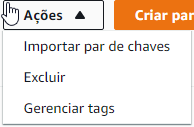 Ações ▲
Criar par
Importar par de chaves
Excluir
Gerenciar tags